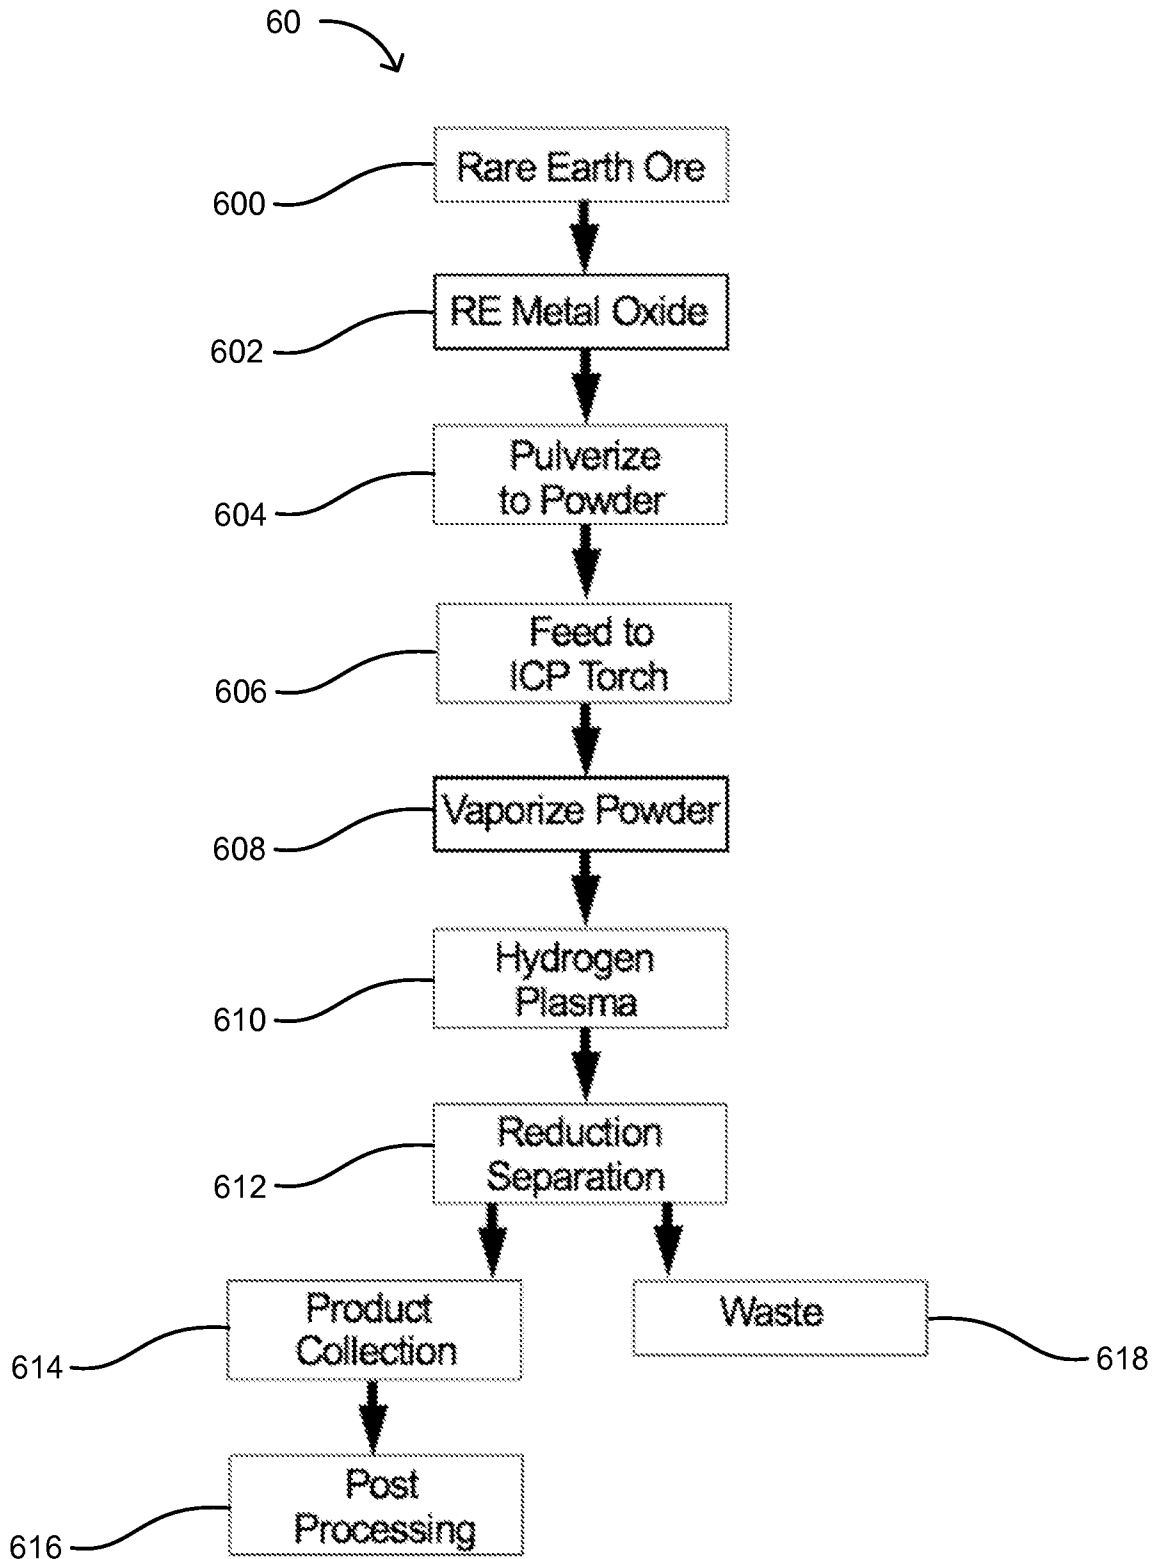 60
Rare Earth Ore
600
RE Metal Oxide
602
Pulverize
to Powder
604
Feed to
ICP Torch
606
Vaporize Powder
608
Hydrogen
Plasma
610
Reduction
Separation
612
Product
Collection
614
Waste
618
Post
Processing
616